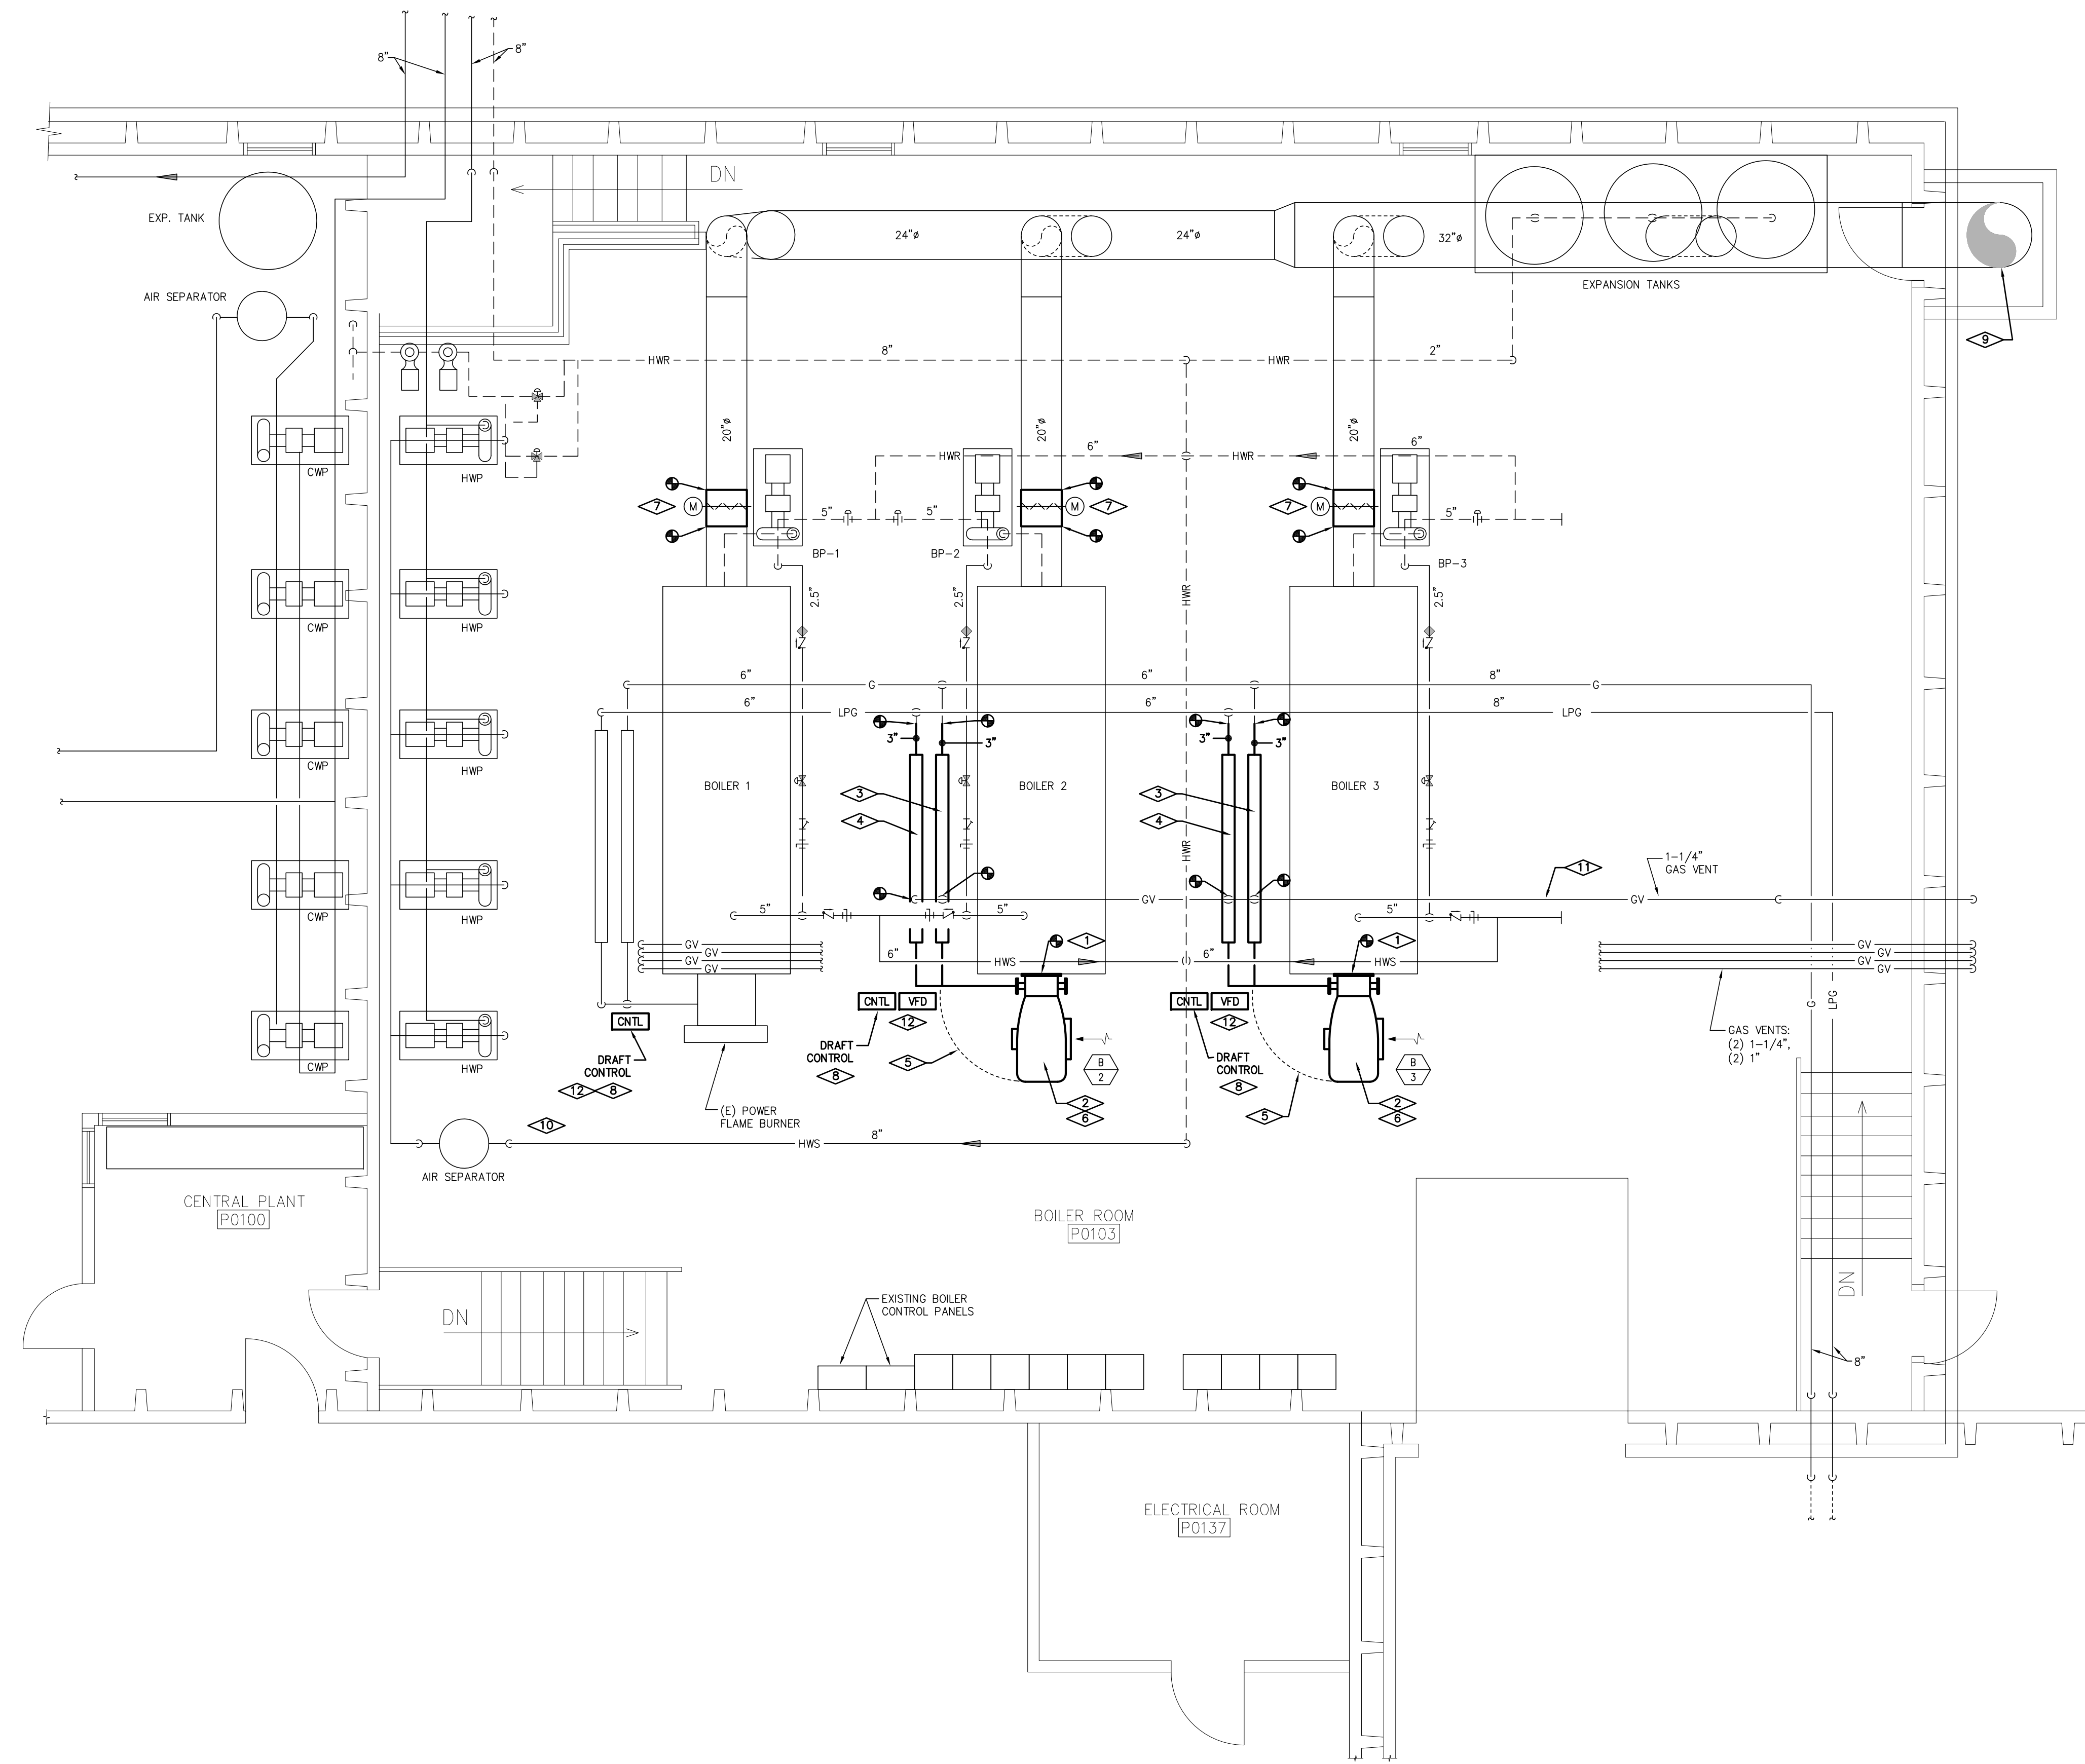 8"
8"
DN
EXP. TANK
24"ø
24"ø
32"ø
EXPANSION TANKS
AIR SEPARATOR
9
HWR
8"
HWR
2"
20"ø
20"ø
20"ø
6"
6"
HWR
HWR
CWP
HWP
7
M
M
7
7
M
5"
5"
5"
BP-1
BP-2
BP-3
2.5"
2.5"
HWR
2.5"
CWP
HWP
6"
G
6"
8"
G
6"
LPG
6"
8"
LPG
3"
3"
3"
3"
CWP
HWP
BOILER 1
BOILER 2
BOILER 3
3
4
3
4
HWR
1-1/4"
GAS VENT
11
GV
GV
CWP
HWP
5"
5"
5"
1
1
GV
GV
GV
GV
6"
HWS
6"
HWS
GV
GV
GV
GV
CNTL
VFD
CNTL
VFD
G
LPG
CNTL
12
12
GAS VENTS:
(2) 1-1/4",
(2) 1"
DRAFT
CONTROL
8
DRAFT
CONTROL
12
8
5
B
2
DRAFT
CONTROL
8
5
B
3
CWP
HWP
2
6
2
6
(E) POWER
FLAME BURNER
10
8"
HWS
AIR SEPARATOR
CENTRAL PLANT
P0100
BOILER ROOM
P0103
DN
DN
EXISTING BOILER
CONTROL PANELS
8"
ELECTRICAL ROOM
P0137